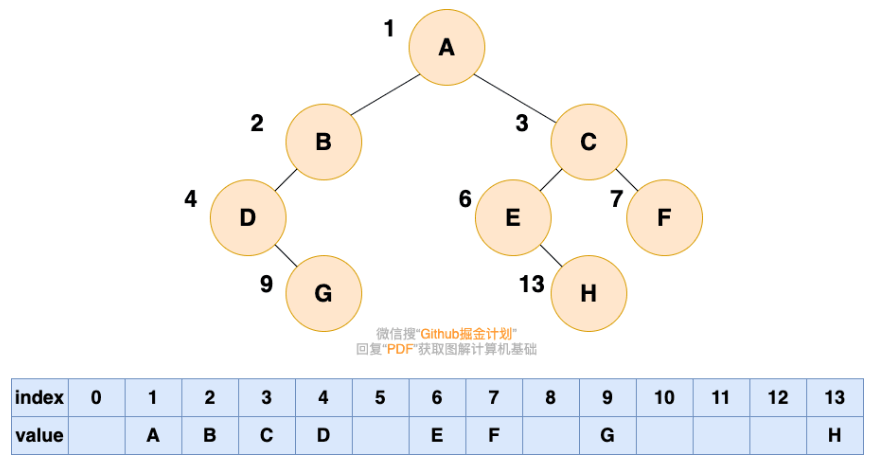 1
A
2
B
3
C
4
D
6
E
7
F
9
G
13
H
微信搜“Github掘金计划”
回复“PDF”获取图解计算机基础
index 0 1 2 3 4 5 6 7 8 9 10 11 12 13
value A B C D E F G H